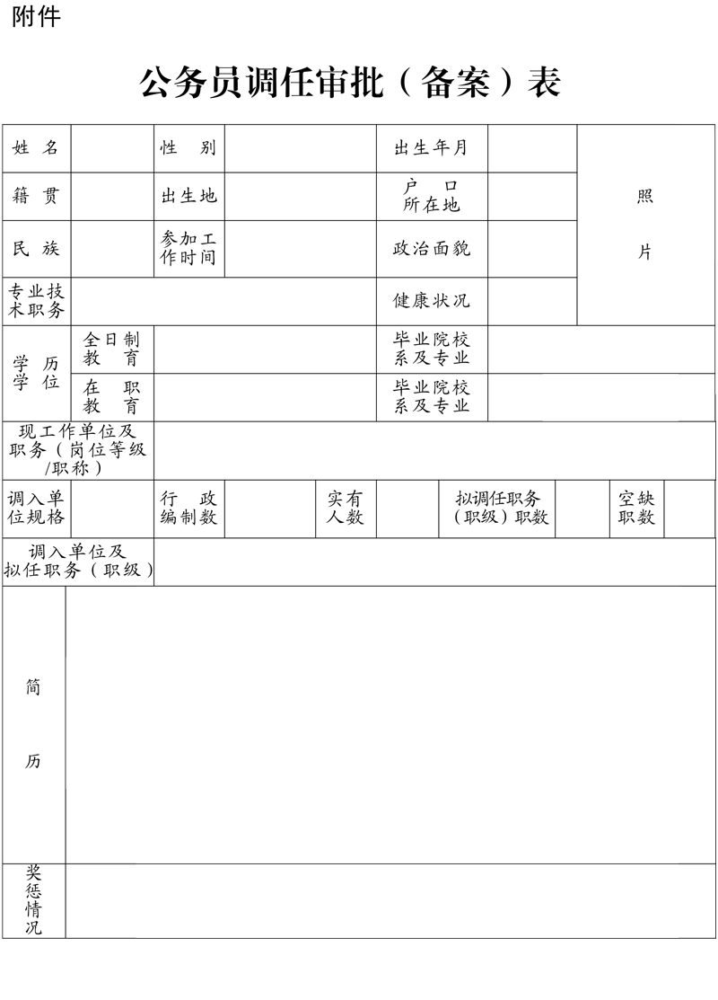 附件
公务员调任审批（备案）表
姓 名
性 别
出生年月
照
片
籍 贯
出生地
户 口
所在地
民 族
参加工
作时间
政治面貌
专业技
术职务
健康状况
学 历
学 位
全日制
教 育
毕业院校
系及专业
在 职
教 育
毕业院校
系及专业
现工作单位及
职务（岗位等级
/职称）
调入单
位规格
行 政
编制数
实有
人数
拟调任职务
（职级）职数
空缺
职数
调入单位及
拟任职务（职级）
简
历
奖
惩
情
况